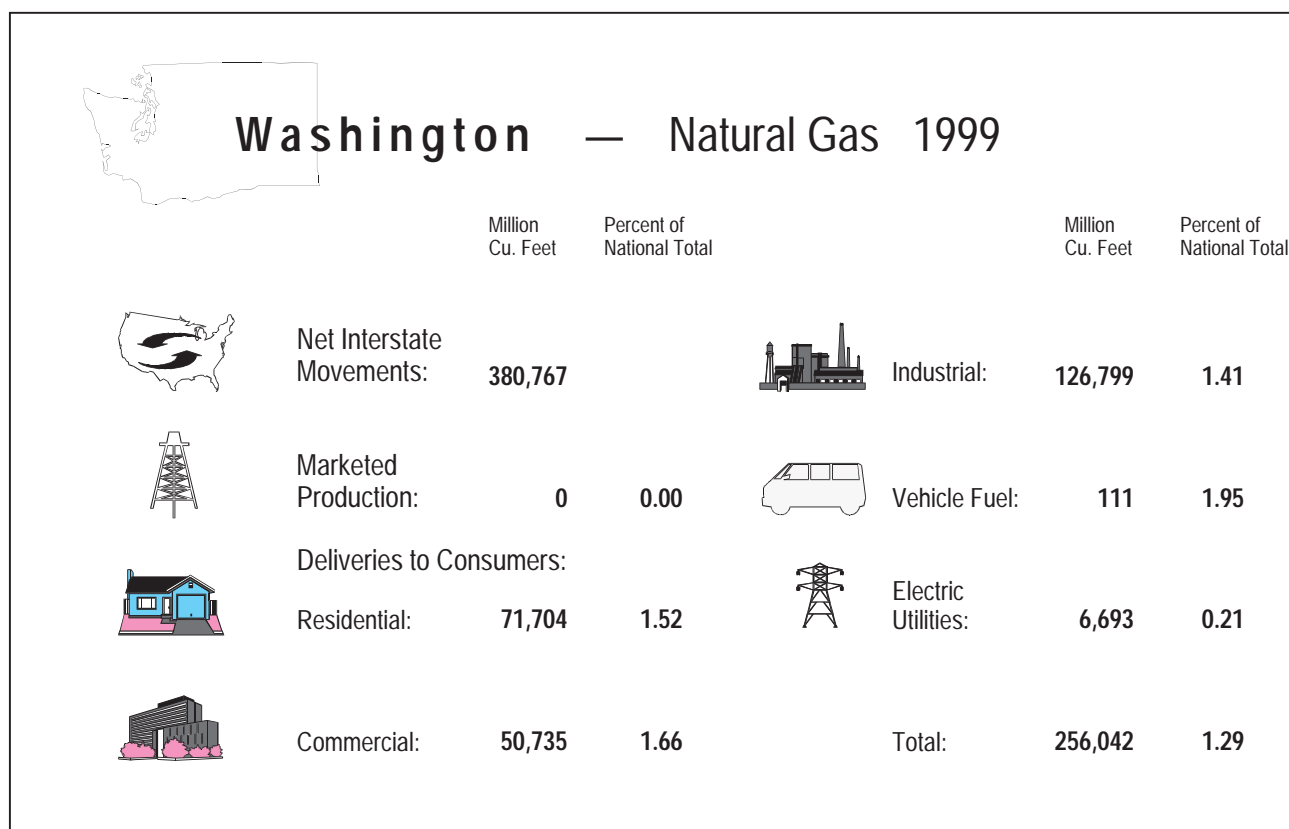 Washington — Natural Gas 1999
Million
Cu. Feet
Percent of
National Total
Million
Cu. Feet
Percent of
National Total
Net Interstate
Movements: 380,767
Industrial: 126,799 1.41
Marketed
Production: 0 0.00
Vehicle Fuel: 111 1.95
Deliveries to Consumers:
Residential: 71,704 1.52
Electric
Utilities: 6,693 0.21
Commercial: 50,735 1.66
Total: 256,042 1.29